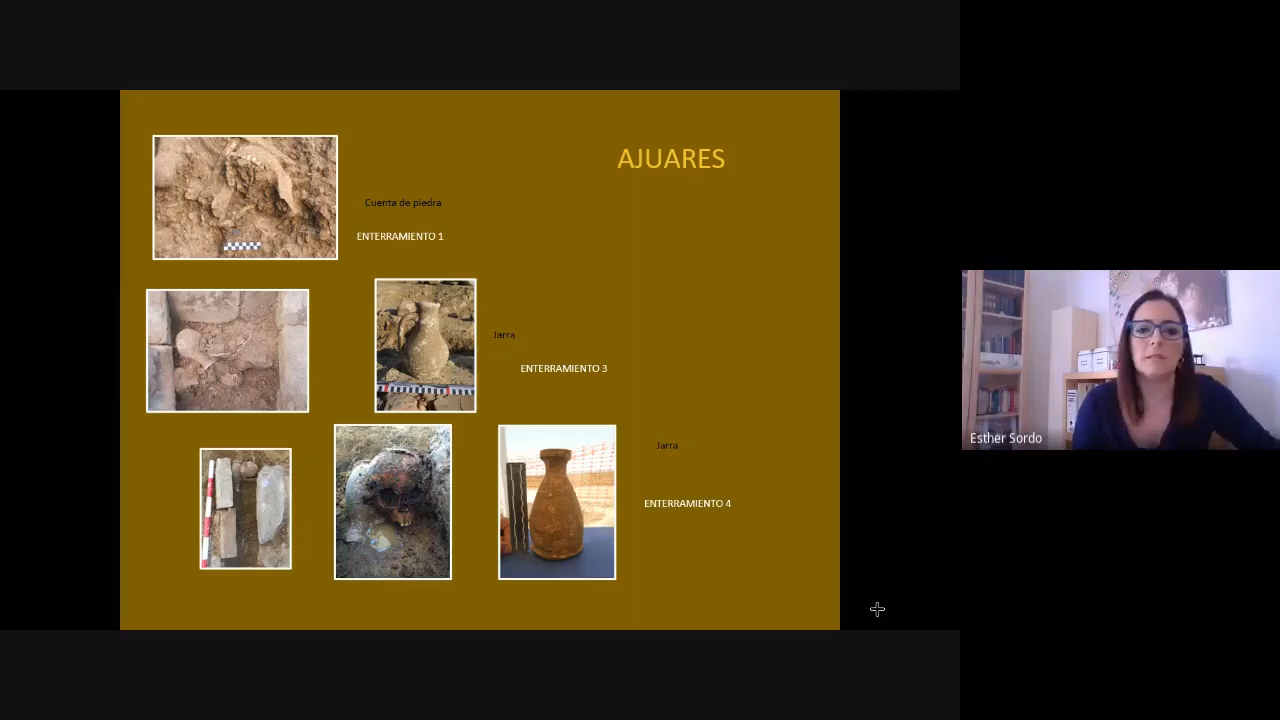 AJUARES
Cuenta de piedra
ENTERRAMIENTO 1
Jarra
ENTERRAMIENTO 3
Jarra
ENTERRAMIENTO 4
Esther Sordo